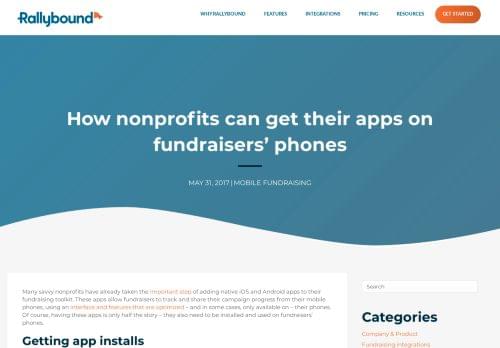 Rallybound
WHY RALLYBOUND
FEATURES
INTEGRATIONS
PRICING
RESOURCES
GET STARTED
How nonprofits can get their apps on
fundraisers’ phones
MAY 31, 2017 | MOBILE FUNDRAISING
Many savvy nonprofits have already taken the important step of adding native iOS and Android apps to their
fundraising toolkit. These apps allow fundraisers to track and share their campaign progress from their mobile
phones, using an interface and features that are optimized – and in some cases, only available on – their phones.
Of course, having these apps is only half the story – they also need to be installed and used on fundraisers’
phones.
Getting app installs
Search
Categories
Company & Product
Fundraising Integrations